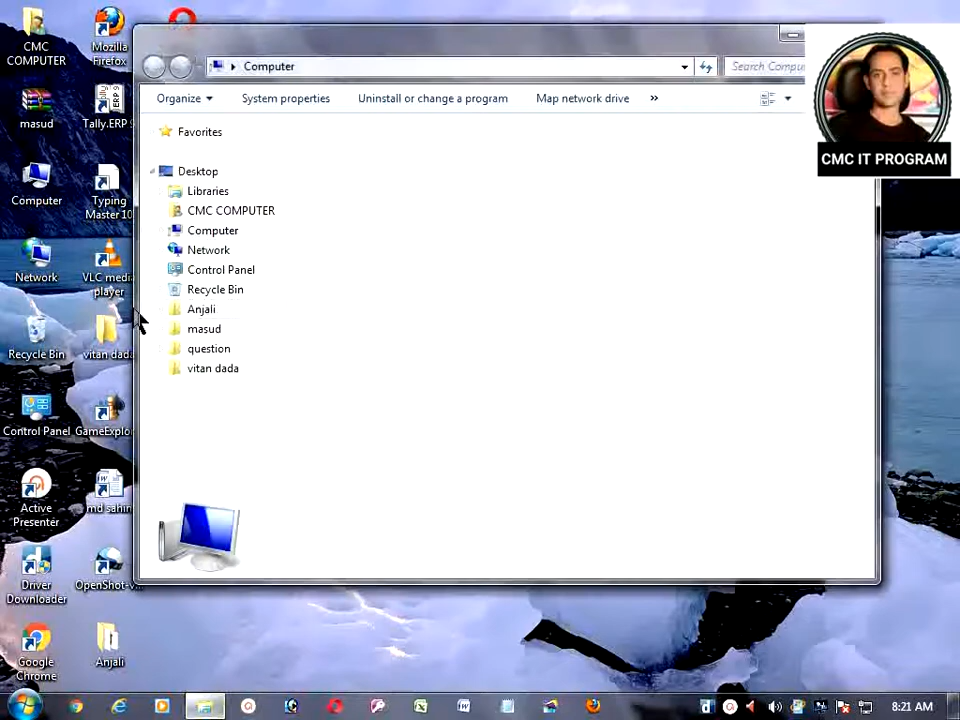 CMC
COMPUTER
Mozilla
Firefox
masud
Tally.ERP 9
Computer
Typing
Master 10
Network
VLC media
player
Recycle Bin
vitan dada
Control Panel
GameExplor
Active
Presenter
md sahin
Driver
Downloader
OpenShot-v
Google
Chrome
Anjali
Computer
Search Compu
Organize
System properties
Uninstall or change a program
Map network drive
»
Favorites
Desktop
Libraries
CMC COMPUTER
Computer
Network
Control Panel
Recycle Bin
Anjali
masud
question
vitan dada
CMC IT PROGRAM
8:21 AM